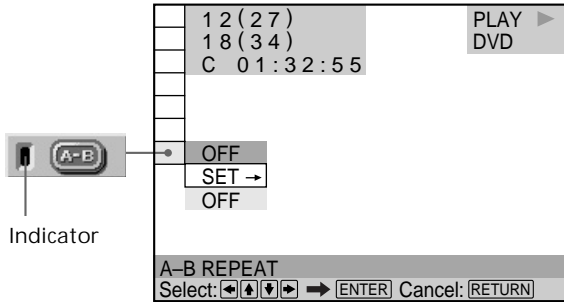 12(27)
18(34)
C 01:32:55
PLAY ▶
DVD
A-B
OFF
SET →
OFF
Indicator
A–B REPEAT
Select: ← ↑ ↓ → ➡ ENTER Cancel: RETURN